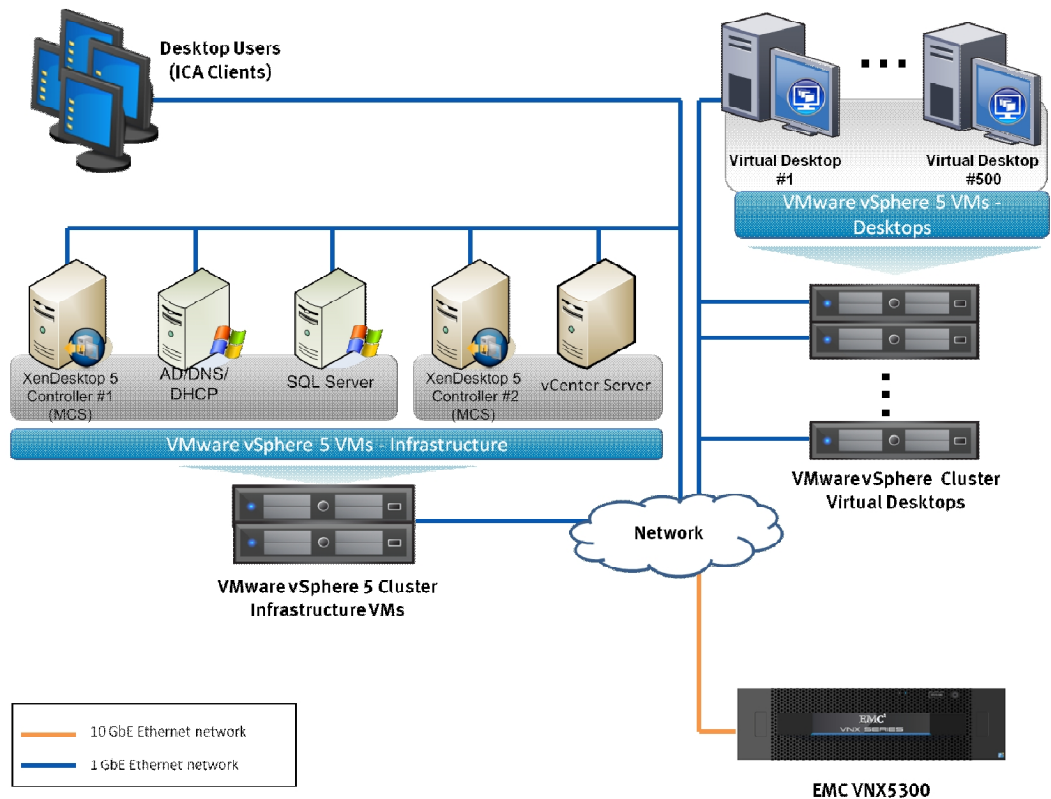 Desktop Users
(ICA Clients)
Virtual Desktop
#1
Virtual Desktop
#500
VMware vSphere 5 VMs -
Desktops
XenDesktop 5
Controller #1
(MCS)
AD/DNS/
DHCP
SQL Server
XenDesktop 5
Controller #2
(MCS)
vCenter Server
VMware vSphere 5 VMs - Infrastructure
VMware vSphere Cluster
Virtual Desktops
Network
VMware vSphere 5 Cluster
Infrastructure VMs
10 GbE Ethernet network
1 GbE Ethernet network
EMC²
VNX SERIES
EMC VNX5300